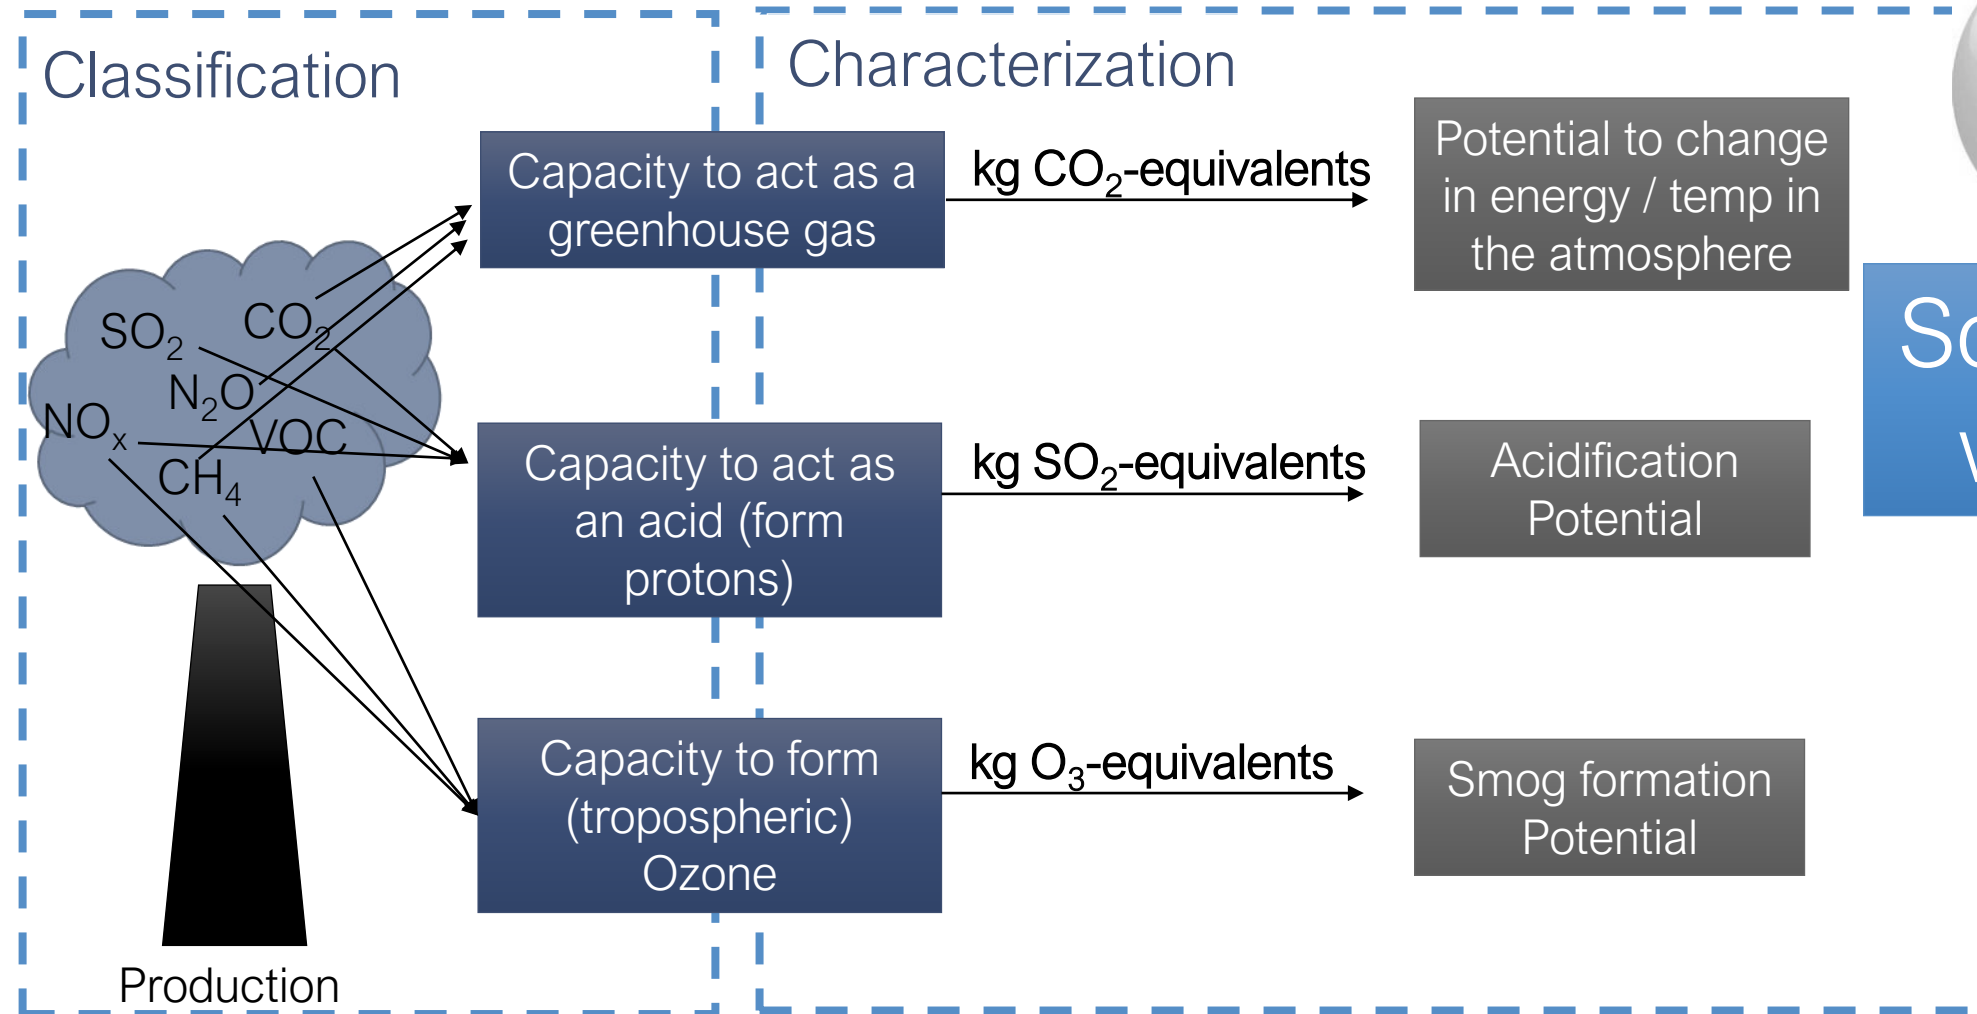 Classification
SO₂
CO₂
N₂O
NOₓ
VOC
CH₄
Production
Characterization
Capacity to act as a
greenhouse gas
kg CO₂-equivalents
Potential to change
in energy / temp in
the atmosphere
Capacity to act as
an acid (form
protons)
kg SO₂-equivalents
Acidification
Potential
Capacity to form
(tropospheric)
Ozone
kg O₃-equivalents
Smog formation
Potential